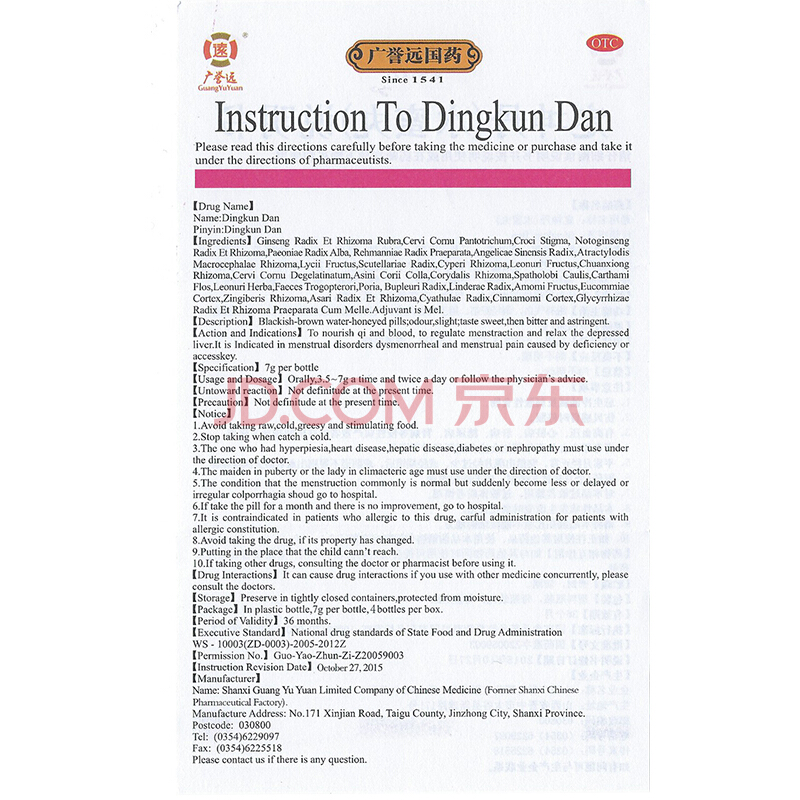 远
®
广誉远
GuangYuYuan
广誉远国药
Since 1541
OTC
Instruction To Dingkun Dan
Please read this directions carefully before taking the medicine or purchase and take it
under the directions of pharmaceutists.
【Drug Name】
Name:Dingkun Dan
Pinyin:Dingkun Dan
【Ingredients】 Ginseng Radix Et Rhizoma Rubra,Cervi Cornu Pantotrichum,Croci Stigma, Notoginseng
Radix Et Rhizoma,Paeoniae Radix Alba, Rehmanniae Radix Praeparata,Angelicae Sinensis Radix,Atractylodis
Macrocephalae Rhizoma,Lycii Fructus,Scutellariae Radix,Cyperi Rhizoma,Leonuri Fructus,Chuanxiong
Rhizoma,Cervi Cornu Degelatinatum,Asini Corii Colla,Corydalis Rhizoma,Spatholobi Caulis,Carthami
Flos,Leonuri Herba,Faeces Trogopterori,Poria, Bupleuri Radix,Linderae Radix,Amomi Fructus,Eucommiae
Cortex,Zingiberis Rhizoma,Asari Radix Et Rhizoma,Cyathulae Radix,Cinnamomi Cortex,Glycyrrhizae
Radix Et Rhizoma Praeparata Cum Melle.Adjuvant is Mel.
【Description】 Blackish-brown water-honeyed pills;odour,slight;taste sweet,then bitter and astringent.
【Action and Indications】 To nourish qi and blood, to regulate menstraction and relax the depressed
liver.It is Indicated in menstrual disorders dysmenorrheal and menstrual pain caused by deficiency or
accesskey.
【Specification】 7g per bottle
【Usage and Dosage】 Orally,3.5~7g a time and twice a day or follow the physician's advice.
【Untoward reaction】 Not definitude at the present time.
【Precaution】 Not definitude at the present time.
JD.COM 京东
【Notice】
1.Avoid taking raw,cold,greesy and stimulating food.
2.Stop taking when catch a cold.
3.The one who had hyperpiesia,heart disease,hepatic disease,diabetes or nephropathy must use under
the direction of doctor.
4.The maiden in puberty or the lady in climacteric age must use under the direction of doctor.
5.The condition that the menstruction commonly is normal but suddenly become less or delayed or
irregular colporrhagia shoud go to hospital.
6.If take the pill for a month and there is no improvement, go to hospital.
7.It is contraindicated in patients who allergic to this drug, carful administration for patients with
allergic constitution.
8.Avoid taking the drug, if its property has changed.
9.Putting in the place that the child cann't reach.
10.If taking other drugs, consulting the doctor or pharmacist before using it.
【Drug Interactions】 It can cause drug interactions if you use with other medicine concurrently, please
consult the doctors.
【Storage】 Preserve in tightly closed containers,protected from moisture.
【Package】 In plastic bottle,7g per bottle, 4 bottles per box.
【Period of Validity】 36 months.
【Executive Standard】 National drug standards of State Food and Drug Administration
WS - 10003(ZD-0003)-2005-2012Z
【Permission No.】 Guo-Yao-Zhun-Zi-Z20059003
【Instruction Revision Date】 October 27, 2015
【Manufacturer】
Name: Shanxi Guang Yu Yuan Limited Company of Chinese Medicine (Former Shanxi Chinese
Pharmaceutical Factory).
Manufacture Address: No.171 Xinjian Road, Taigu County, Jinzhong City, Shanxi Province.
Postcode: 030800
Tel: (0354)6229097
Fax: (0354)6225518
Please contact us if there is any question.